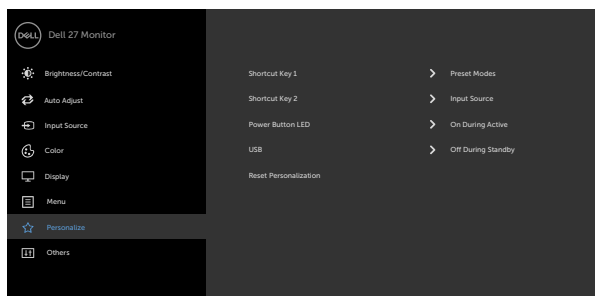 DELL Dell 27 Monitor
Brightness/Contrast
Auto Adjust
Input Source
Color
Display
Menu
Personalize
Others
Shortcut Key 1 Preset Modes
Shortcut Key 2 Input Source
Power Button LED On During Active
USB Off During Standby
Reset Personalization